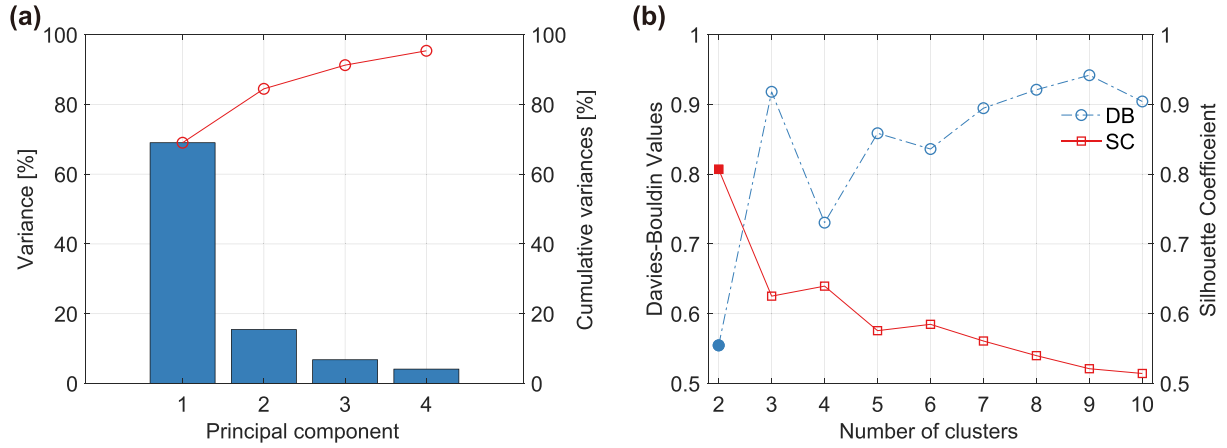 (a)
100
80
60
40
20
0
Variance [%]
1 2 3 4
Principal component
100
80
60
40
20
0
Cumulative variances [%]
(b)
1
0.9
0.8
0.7
0.6
0.5
Davies-Bouldin Values
2 3 4 5 6 7 8 9 10
Number of clusters
DB
SC
1
0.9
0.8
0.7
0.6
0.5
Silhouette Coefficeient